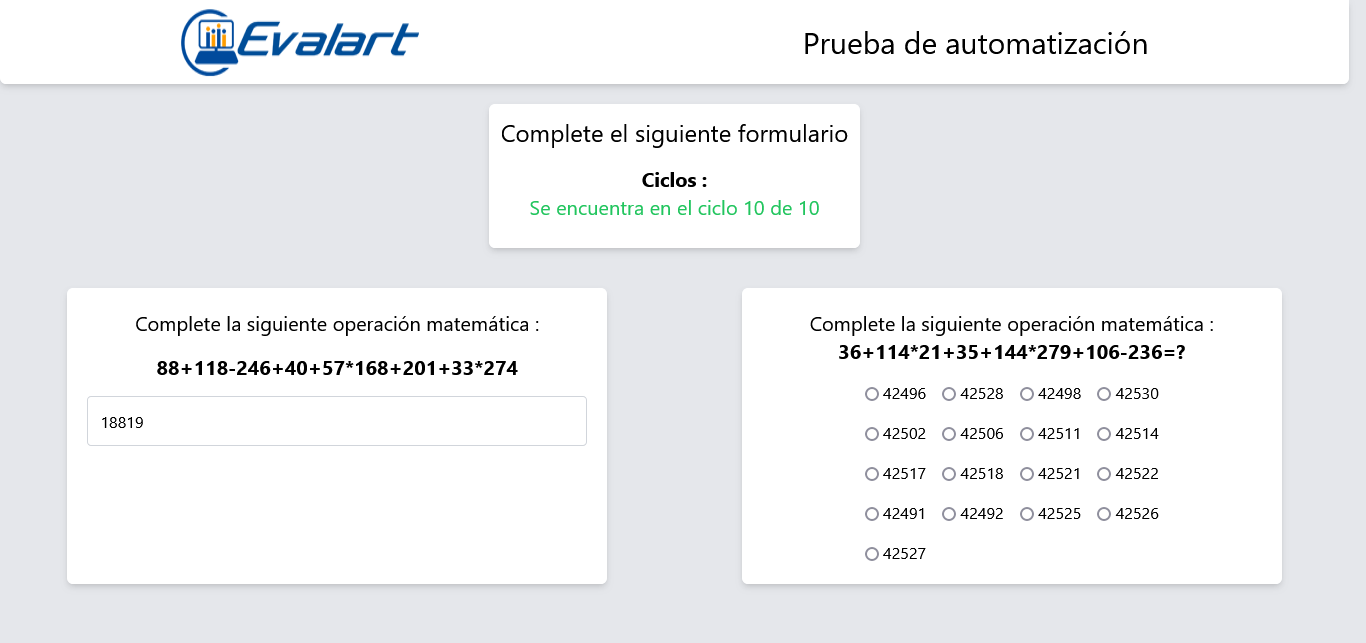 Evalart
Prueba de automatización
Complete el siguiente formulario
Ciclos :
Se encuentra en el ciclo 10 de 10
Complete la siguiente operación matemática :
88+118-246+40+57*168+201+33*274
18819
Complete la siguiente operación matemática :
36+114*21+35+144*279+106-236=?
42496 42528 42498 42530
42502 42506 42511 42514
42517 42518 42521 42522
42491 42492 42525 42526
42527